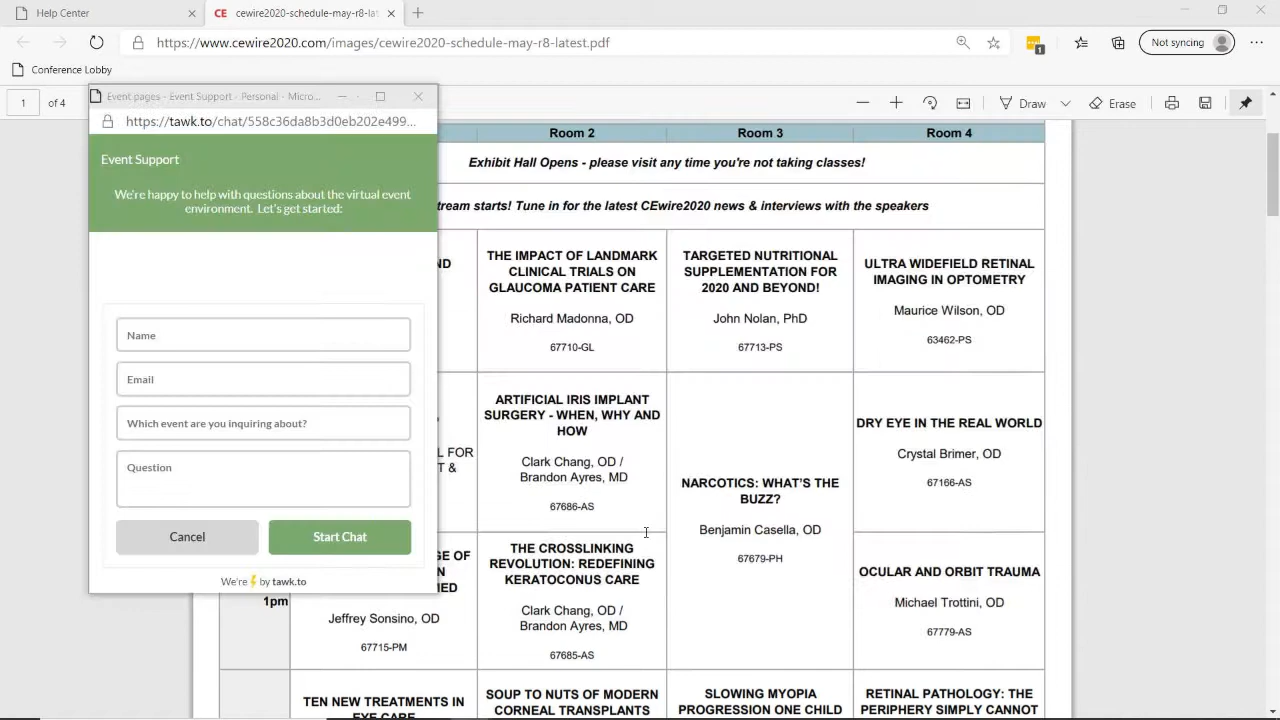 Help Center
CE cewire2020-schedule-may-r8-lat
https://www.cewire2020.com/images/cewire2020-schedule-may-r8-latest.pdf
1
Not syncing
Conference Lobby
1 of 4
Draw
Erase
Event pages - Event Support - Personal - Micro...
https://tawk.to/chat/558c36da8b3d0eb202e499...
Event Support
We're happy to help with questions about the virtual event
environment. Let's get started:
Name
Email
Which event are you inquiring about?
Question
Cancel
Start Chat
We're by tawk.to
Room 2
Room 3
Room 4
Exhibit Hall Opens - please visit any time you're not taking classes!
tream starts! Tune in for the latest CEwire2020 news & interviews with the speakers
ND
THE IMPACT OF LANDMARK
CLINICAL TRIALS ON
GLAUCOMA PATIENT CARE
Richard Madonna, OD
67710-GL
TARGETED NUTRITIONAL
SUPPLEMENTATION FOR
2020 AND BEYOND!
John Nolan, PhD
67713-PS
ULTRA WIDEFIELD RETINAL
IMAGING IN OPTOMETRY
Maurice Wilson, OD
63462-PS
L FOR
T &
ARTIFICIAL IRIS IMPLANT
SURGERY - WHEN, WHY AND
HOW
Clark Chang, OD /
Brandon Ayres, MD
67686-AS
NARCOTICS: WHAT'S THE
BUZZ?
Benjamin Casella, OD
67679-PH
DRY EYE IN THE REAL WORLD
Crystal Brimer, OD
67166-AS
1pm
GE OF
N
IED
Jeffrey Sonsino, OD
67715-PM
THE CROSSLINKING
REVOLUTION: REDEFINING
KERATOCONUS CARE
Clark Chang, OD /
Brandon Ayres, MD
67685-AS
OCULAR AND ORBIT TRAUMA
Michael Trottini, OD
67779-AS
TEN NEW TREATMENTS IN
EYE CARE
SOUP TO NUTS OF MODERN
CORNEAL TRANSPLANTS
SLOWING MYOPIA
PROGRESSION ONE CHILD
RETINAL PATHOLOGY: THE
PERIPHERY SIMPLY CANNOT